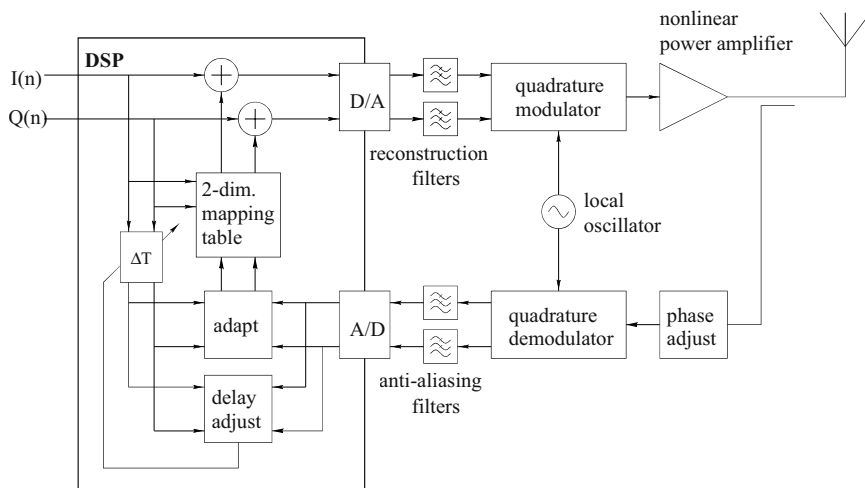 nonlinear
power amplifier
DSP
I(n)
Q(n)
D/A
quadrature
modulator
reconstruction
filters
2-dim.
mapping
table
local
oscillator
ΔT
adapt
A/D
quadrature
demodulator
phase
adjust
anti-aliasing
filters
delay
adjust